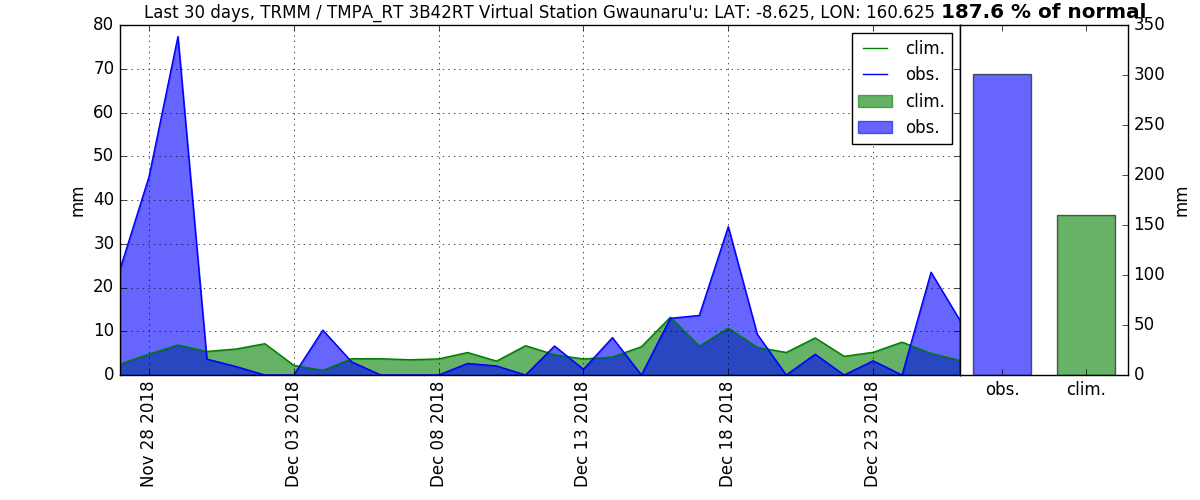 Last 30 days, TRMM / TMPA_RT 3B42RT Virtual Station Gwaunaru'u: LAT: -8.625, LON: 160.625 187.6 % of normal
80
70
60
50
40
30
20
10
0
mm
clim.
obs.
clim.
obs.
350
300
250
200
150
100
50
0
mm
obs.
clim.
Nov 28 2018
Dec 03 2018
Dec 08 2018
Dec 13 2018
Dec 18 2018
Dec 23 2018